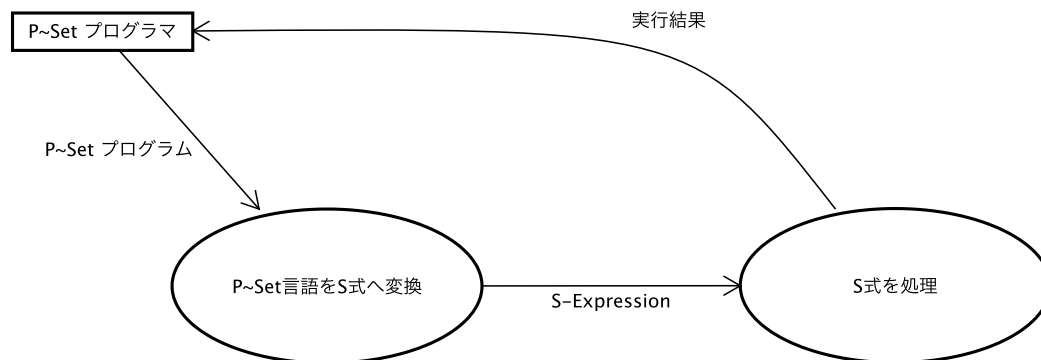 実行結果
P~Set プログラマ
P~Set プログラム
P~Set言語をS式へ変換
S式を処理
S-Expression